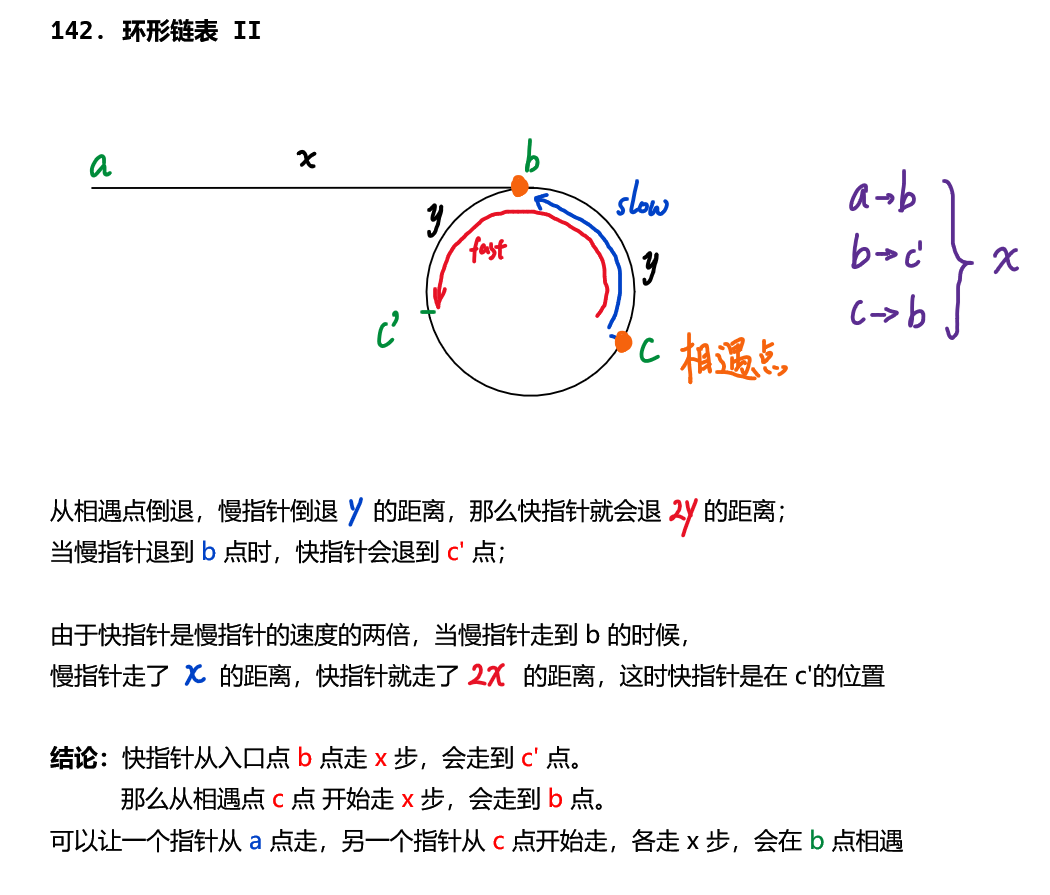 142. 环形链表 II
a
x
b
y
slow
fast
y
c'
c
相遇点
a→b
b→c'
c→b
x
从相遇点倒退，慢指针倒退 y 的距离，那么快指针就会退 2y 的距离；
当慢指针退到 b 点时，快指针会退到 c' 点；
由于快指针是慢指针的速度的两倍，当慢指针走到 b 的时候，
慢指针走了 x 的距离，快指针就走了 2x 的距离，这时快指针是在 c'的位置
结论：快指针从入口点 b 点走 x 步，会走到 c' 点。
那么从相遇点 c 点 开始走 x 步，会走到 b 点。
可以让一个指针从 a 点走，另一个指针从 c 点开始走，各走 x 步，会在 b 点相遇